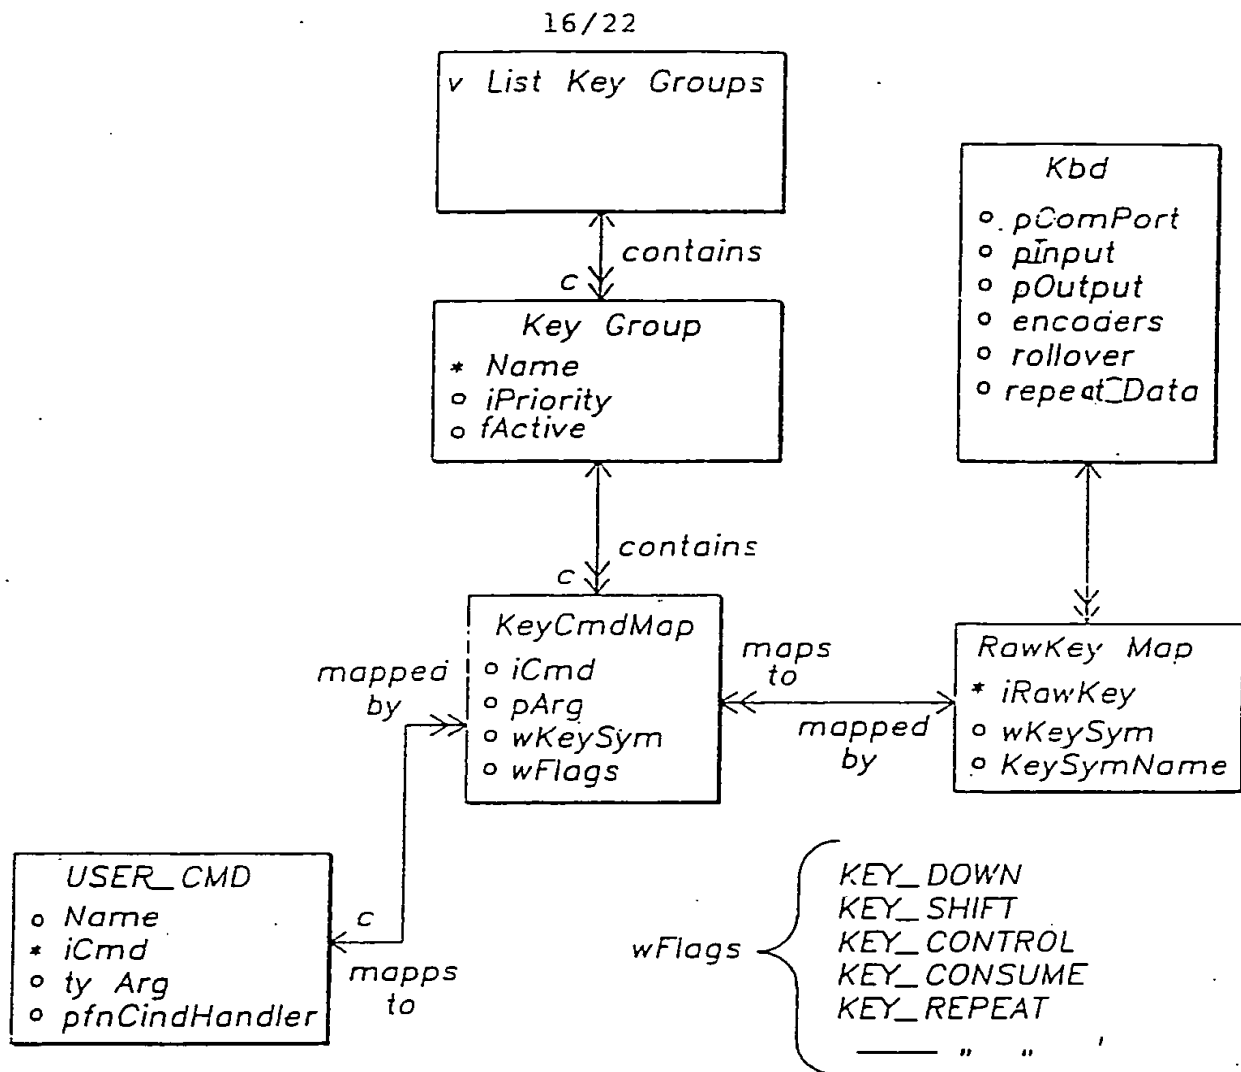 16/22
v List Key Groups
contains
c
Key Group
* Name
o iPriority
o fActive
contains
c
Kbd
o pComPort
o pInput
o pOutput
o encoders
o rollover
o repeat_Data
KeyCmdMap
o iCmd
o pArg
o wKeySym
o wFlags
mapped
by
maps
to
mapped
by
RawKey Map
* iRawKey
o wKeySym
o KeySymName
USER_CMD
o Name
* iCmd
o ty Arg
o pfnCindHandler
c
mapps
to
wFlags
KEY_DOWN
KEY_SHIFT
KEY_CONTROL
KEY_CONSUME
KEY_REPEAT
—— " " '